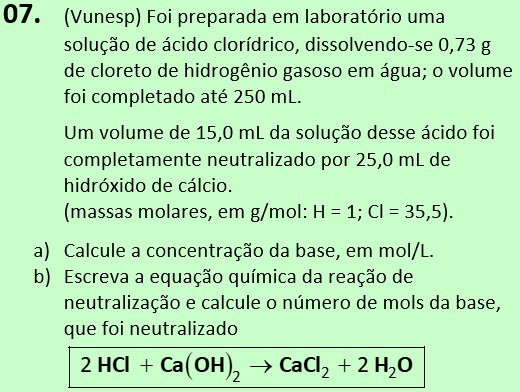 07. (Vunesp) Foi preparada em laboratório uma
solução de ácido clorídrico, dissolvendo-se 0,73 g
de cloreto de hidrogênio gasoso em água; o volume
foi completado até 250 mL.
Um volume de 15,0 mL da solução desse ácido foi
completamente neutralizado por 25,0 mL de
hidróxido de cálcio.
(massas molares, em g/mol: H = 1; Cl = 35,5).
a) Calcule a concentração da base, em mol/L.
b) Escreva a equação química da reação de
neutralização e calcule o número de mols da base,
que foi neutralizado
2 HCl + Ca(OH)₂ → CaCl₂ + 2 H₂O